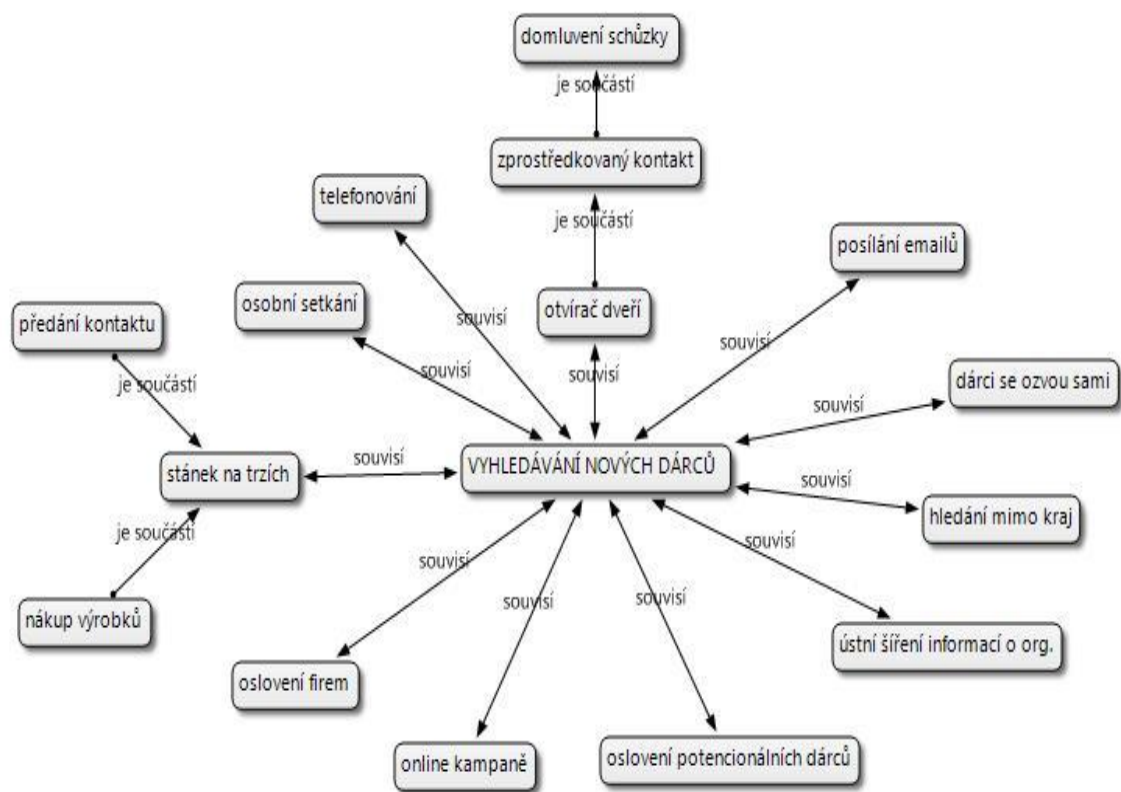 domluvení schůzky
je součástí
zprostředkovaný kontakt
telefonování
je součástí
posílání emailů
osobní setkání
otvírač dveří
předání kontaktu
souvisí
souvisí
souvisí
souvisí
dárci se ozvou sami
je součástí
souvisí
souvisí
VYHLEDÁVÁNÍ NOVÝCH DÁRCŮ
stánek na trzích
souvisí
hledání mimo kraj
je součástí
souvisí
souvisí
souvisí
souvisí
nákup výrobků
ústní šíření informací o org.
oslovení firem
online kampaně
oslovení potencionálních dárců